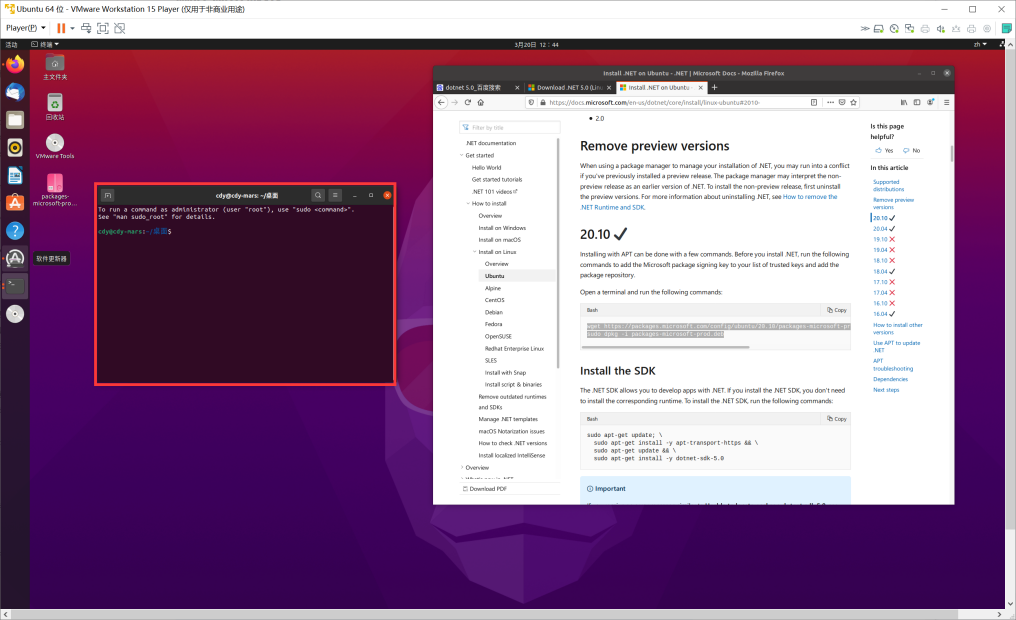 Ubuntu 64 位 - VMware Workstation 15 Player (仅用于非商业用途)
Player(P)
活动
终端
3月20日 12:44
zh
主文件夹
回收站
VMware Tools
packages-
microsoft-pro...
软件更新器
cdy@cdy-mars: ~/桌面
To run a command as administrator (user "root"), use "sudo <command>".
See "man sudo_root" for details.
cdy@cdy-mars:~/桌面$
Install .NET on Ubuntu - .NET | Microsoft Docs - Mozilla Firefox
dotnet 5.0_百度搜索
Download .NET 5.0 (Linu
Install .NET on Ubuntu -
https://docs.microsoft.com/en-us/dotnet/core/install/linux-ubuntu#2010-
Filter by title
.NET documentation
Get started
Hello World
Get started tutorials
.NET 101 videos
How to install
Overview
Install on Windows
Install on macOS
Install on Linux
Overview
Ubuntu
Alpine
CentOS
Debian
Fedora
OpenSUSE
Redhat Enterprise Linux
SLES
Install with Snap
Install script & binaries
Remove outdated runtimes
and SDKs
Manage .NET templates
macOS Notarization issues
How to check .NET versions
Install localized IntelliSense
Overview
Download PDF
2.0
Remove preview versions
When using a package manager to manage your installation of .NET, you may run into a conflict
if you've previously installed a preview release. The package manager may interpret the non-
preview release as an earlier version of .NET. To install the non-preview release, first uninstall
the preview versions. For more information about uninstalling .NET, see How to remove the
.NET Runtime and SDK.
20.10 ✓
Installing with APT can be done with a few commands. Before you install .NET, run the following
commands to add the Microsoft package signing key to your list of trusted keys and add the
package repository.
Open a terminal and run the following commands:
Bash
Copy
wget https://packages.microsoft.com/config/ubuntu/20.10/packages-microsoft-pr
sudo dpkg -i packages-microsoft-prod.deb
Install the SDK
The .NET SDK allows you to develop apps with .NET. If you install the .NET SDK, you don't need
to install the corresponding runtime. To install the .NET SDK, run the following commands:
Bash
Copy
sudo apt-get update; \
sudo apt-get install -y apt-transport-https && \
sudo apt-get update && \
sudo apt-get install -y dotnet-sdk-5.0
Important
Is this page
helpful?
Yes
No
In this article
Supported
distributions
Remove preview
versions
20.10 ✓
20.04 ✓
19.10 ❌
19.04 ❌
18.10 ❌
18.04 ✓
17.10 ❌
17.04 ❌
16.10 ❌
16.04 ✓
How to install other
versions
Use APT to update
.NET
APT
troubleshooting
Dependencies
Next steps